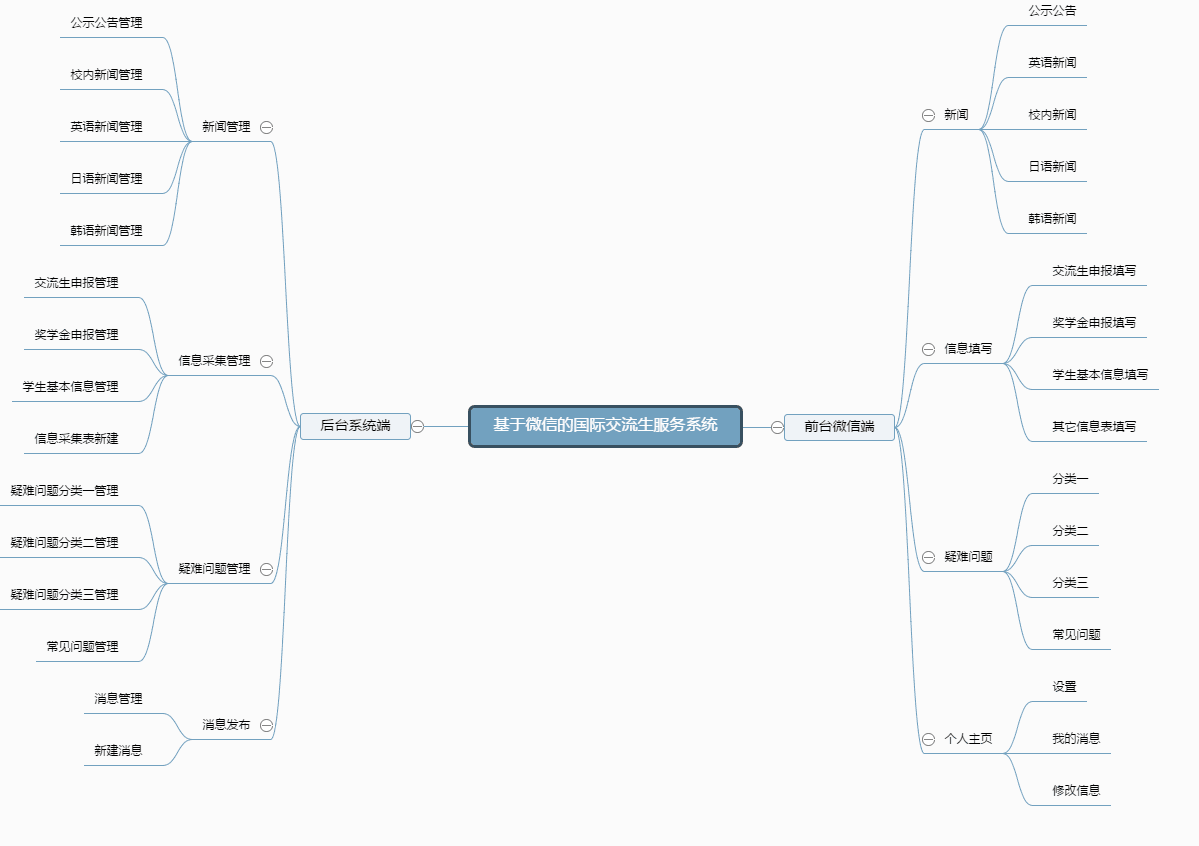 基于微信的国际交流生服务系统
后台系统端
新闻管理
公示公告管理
校内新闻管理
英语新闻管理
日语新闻管理
韩语新闻管理
信息采集管理
交流生申报管理
奖学金申报管理
学生基本信息管理
信息采集表新建
疑难问题管理
疑难问题分类一管理
疑难问题分类二管理
疑难问题分类三管理
常见问题管理
消息发布
消息管理
新建消息
前台微信端
新闻
公示公告
英语新闻
校内新闻
日语新闻
韩语新闻
信息填写
交流生申报填写
奖学金申报填写
学生基本信息填写
其它信息表填写
疑难问题
分类一
分类二
分类三
常见问题
个人主页
设置
我的消息
修改信息